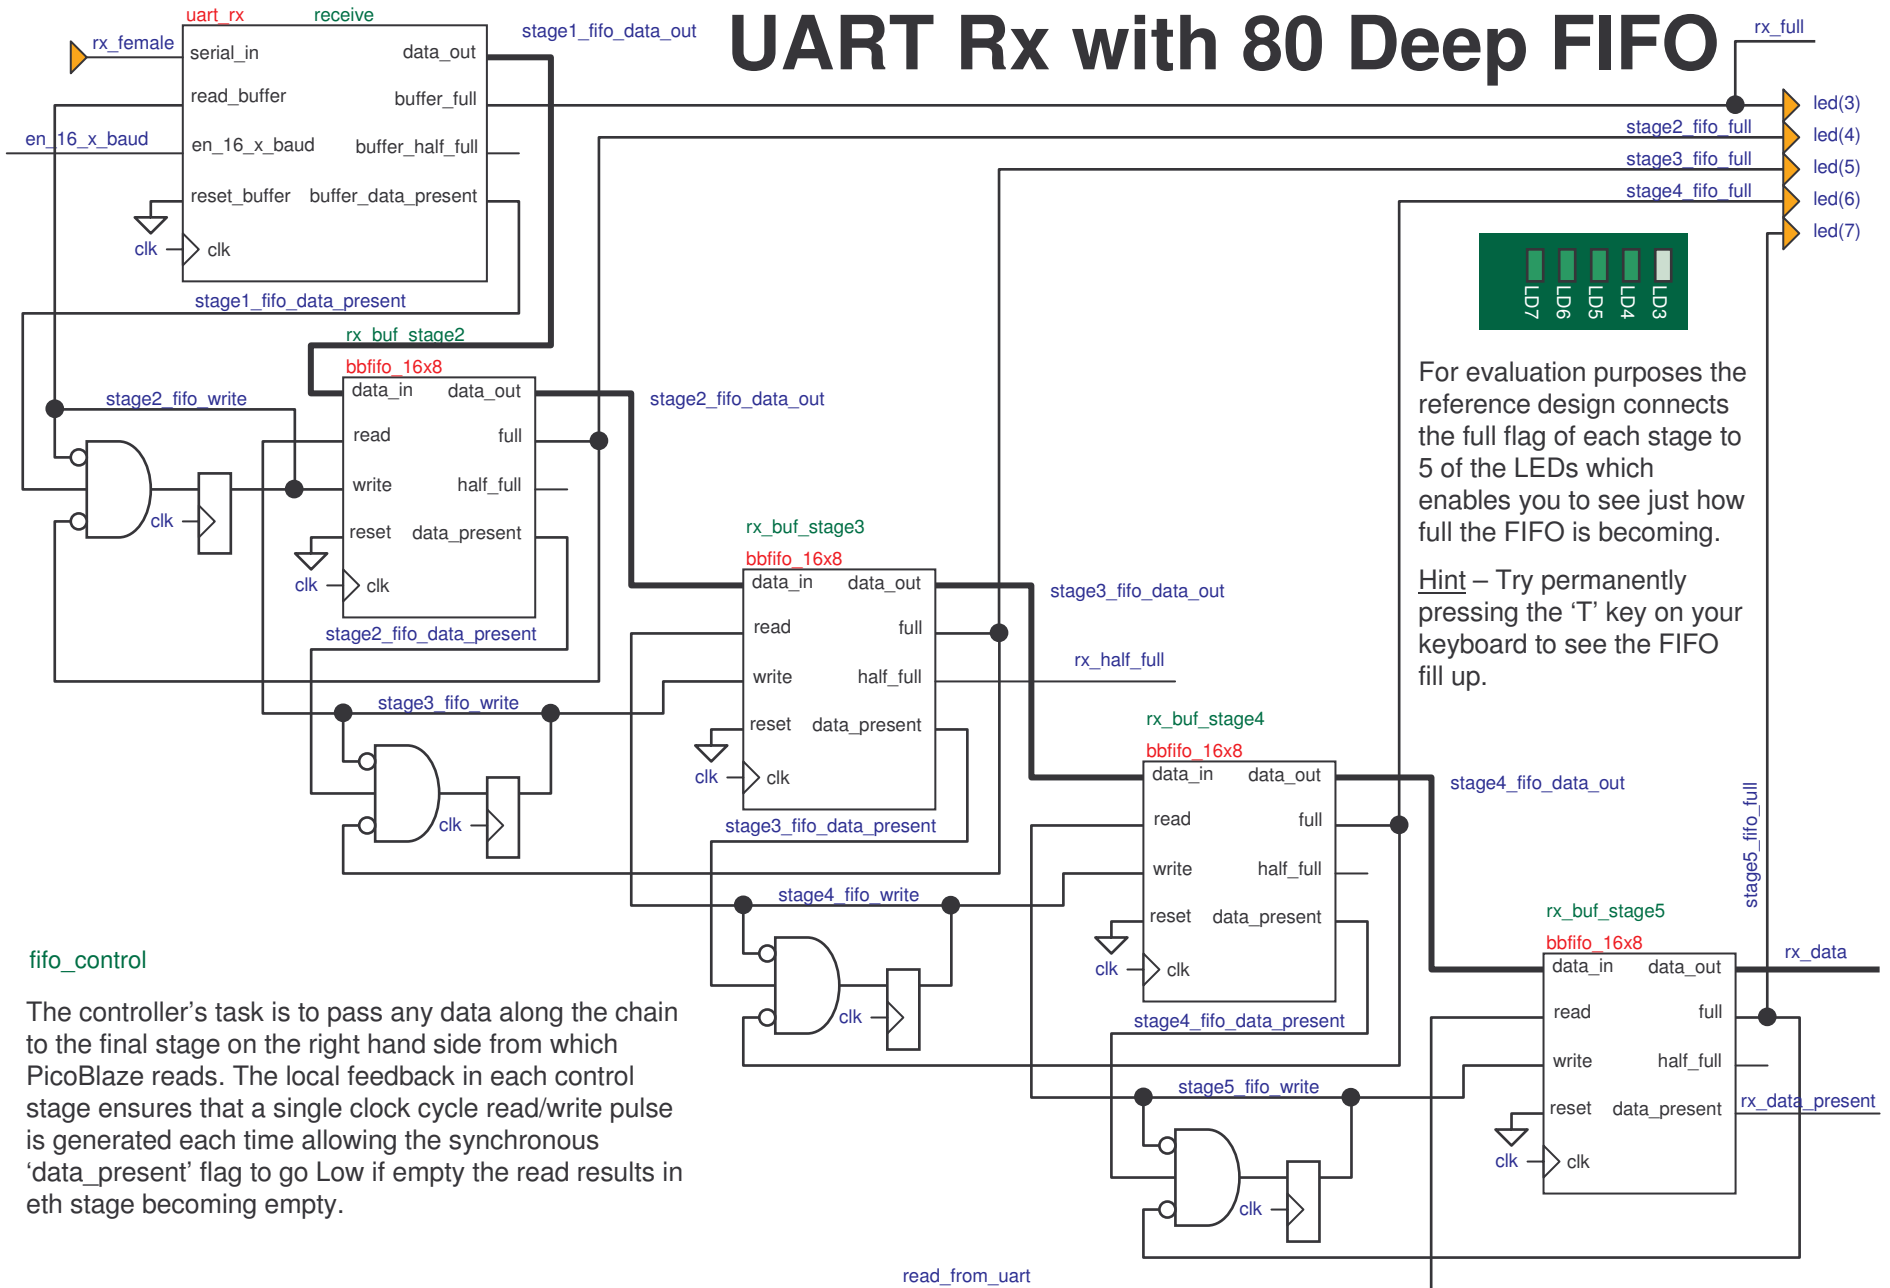 UART Rx with 80 Deep FIFO
uart_rx
receive
rx_female
serial_in
data_out
stage1_fifo_data_out
read_buffer
buffer_full
en_16_x_baud
en_16_x_baud
buffer_half_full
reset_buffer
buffer_data_present
clk
clk
stage1_fifo_data_present
rx_full
led(3)
stage2_fifo_full
led(4)
stage3_fifo_full
led(5)
stage4_fifo_full
led(6)
led(7)
LD7
LD6
LD5
LD4
LD3
rx_buf_stage2
bbfifo_16x8
data_in
data_out
stage2_fifo_data_out
stage2_fifo_write
read
full
write
half_full
clk
reset
data_present
clk
clk
stage2_fifo_data_present
For evaluation purposes the
reference design connects
the full flag of each stage to
5 of the LEDs which
enables you to see just how
full the FIFO is becoming.
Hint – Try permanently
pressing the ‘T’ key on your
keyboard to see the FIFO
fill up.
rx_buf_stage3
bbfifo_16x8
data_in
data_out
stage3_fifo_data_out
read
full
rx_half_full
write
half_full
stage3_fifo_write
reset
data_present
clk
clk
clk
stage3_fifo_data_present
rx_buf_stage4
bbfifo_16x8
data_in
data_out
stage4_fifo_data_out
read
full
write
half_full
stage4_fifo_write
reset
data_present
clk
clk
clk
stage4_fifo_data_present
stage5_fifo_full
rx_buf_stage5
bbfifo_16x8
data_in
data_out
rx_data
read
full
write
half_full
stage5_fifo_write
reset
data_present
rx_data_present
clk
clk
clk
read_from_uart
fifo_control
The controller’s task is to pass any data along the chain
to the final stage on the right hand side from which
PicoBlaze reads. The local feedback in each control
stage ensures that a single clock cycle read/write pulse
is generated each time allowing the synchronous
‘data_present’ flag to go Low if empty the read results in
eth stage becoming empty.